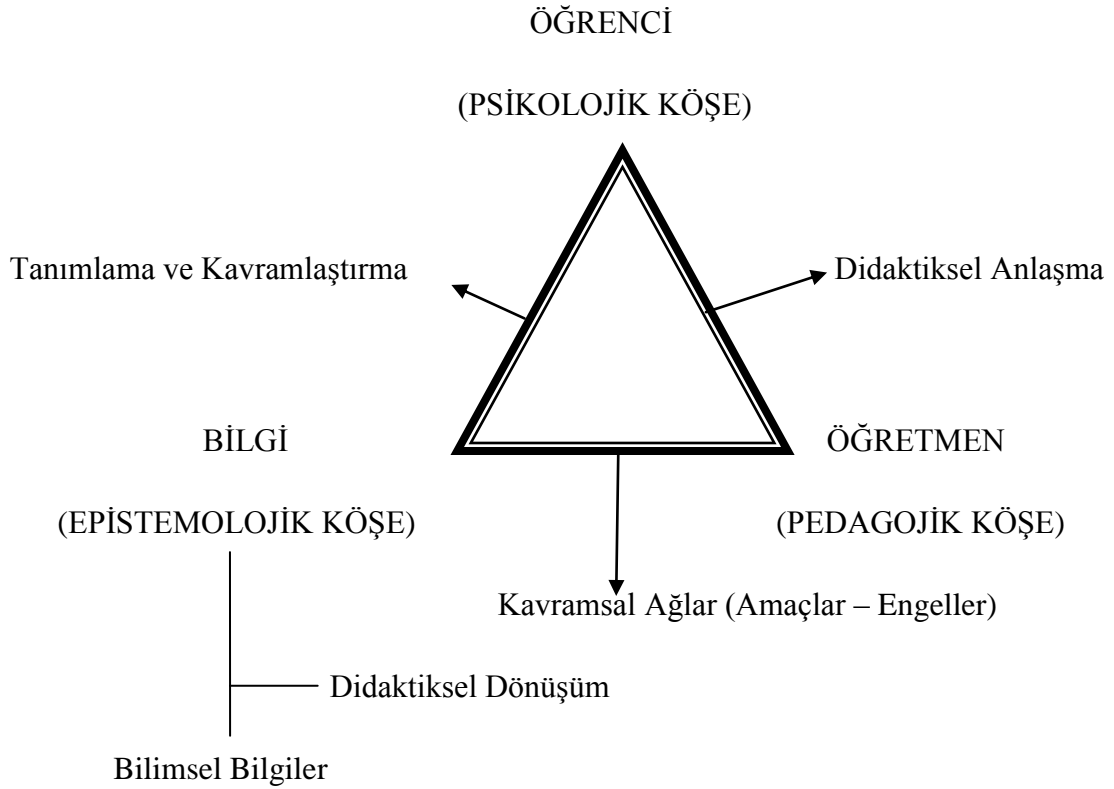 ÖĞRENCİ
(PSİKOLOJİK KÖŞE)
Tanımlama ve Kavramlaştırma
Didaktiksel Anlaşma
BİLGİ
ÖĞRETMEN
(EPİSTEMOLOJİK KÖŞE)
(PEDAGOJİK KÖŞE)
Kavramsal Ağlar (Amaçlar – Engeller)
Didaktiksel Dönüşüm
Bilimsel Bilgiler